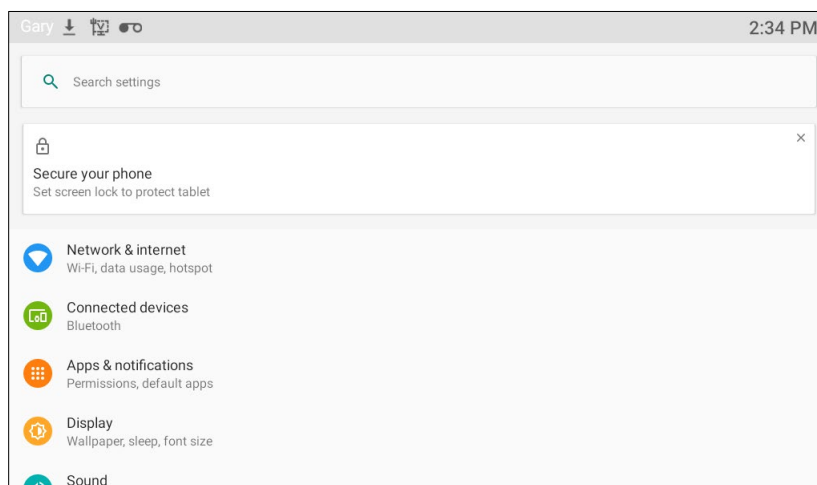 Gary 2:34 PM
Search settings
Secure your phone
Set screen lock to protect tablet
Network & internet
Wi-Fi, data usage, hotspot
Connected devices
Bluetooth
Apps & notifications
Permissions, default apps
Display
Wallpaper, sleep, font size
Sound